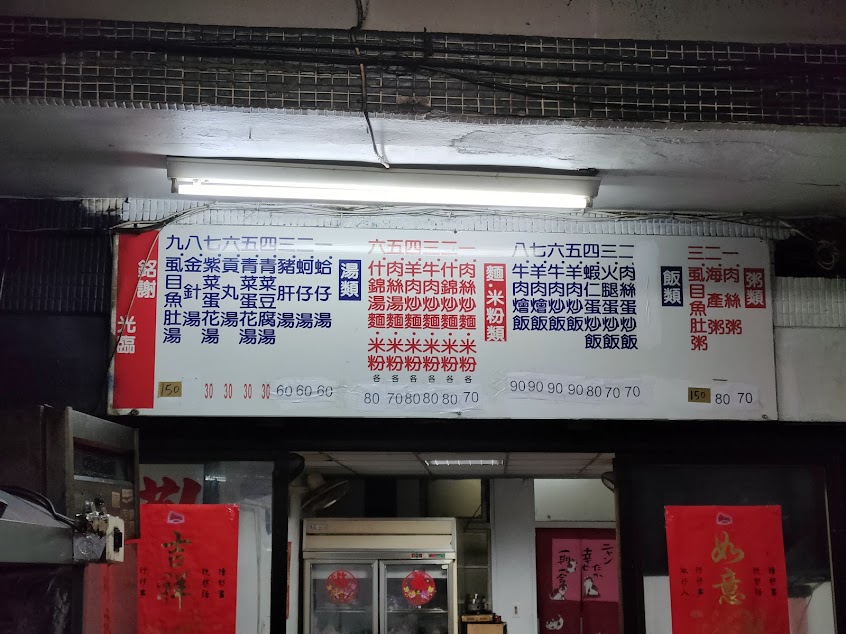 粥類
一 肉絲粥 70
二 海產粥 80
三 虱目魚肚粥 150
飯類
二 肉絲蛋炒飯 70
三 火腿蛋炒飯 70
四 蝦仁蛋炒飯 80
五 羊肉炒飯 90
六 牛肉炒飯 90
七 羊肉燴飯 90
八 牛肉燴飯 90
麵·米粉類
一 肉絲炒麵·米粉 各 70
二 什錦炒麵·米粉 各 80
三 牛肉炒麵·米粉 各 80
四 羊肉炒麵·米粉 各 80
五 肉絲湯麵·米粉 各 70
六 什錦湯麵·米粉 各 80
湯類
一 蛤仔湯 60
二 蚵仔湯 60
三 豬肝湯 60
四 青菜豆腐湯 30
五 青菜蛋花湯 30
六 貢丸湯 30
七 紫菜蛋花湯 30
八 金針湯
九 虱目魚肚湯 150
銘謝光臨
如意
吉祥